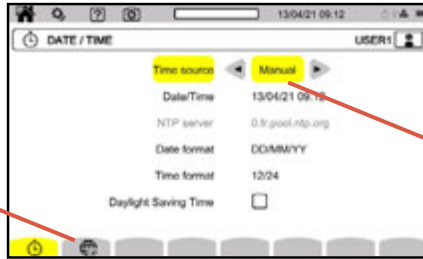 ? 13/04/21 09:12
DATE / TIME USER1
Time source Manual
Date/Time 13/04/21 09:12
NTP server 0.fr.pool.ntp.org
Date format DD/MM/YY
Time format 12/24
Daylight Saving Time